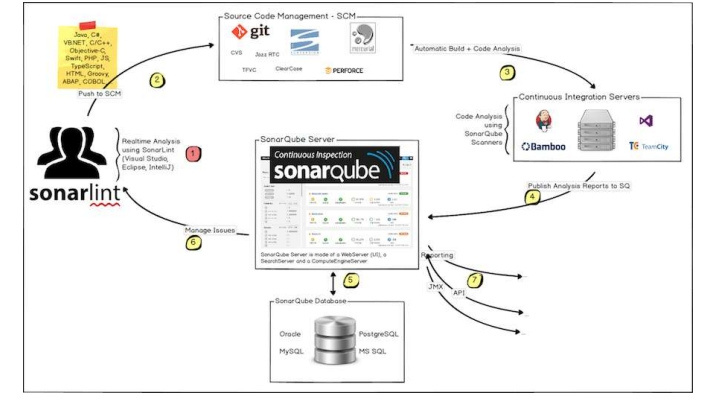 Source Code Management - SCM
Java, C#,
VB.NET, C/C++,
Objective-C,
Swift, PHP, JS,
TypeScript,
HTML, Groovy,
ABAP, COBOL...
git
CVS
Jazz RTC
TFVC
ClearCase
PERFORCE
Automatic Build + Code Analysis
2
Push to SCM
3
Continuous Integration Servers
Code Analysis
using
SonarQube
Scanners
Bamboo
TeamCity
Realtime Analysis
using SonarLint
(Visual Studio,
Eclipse, IntelliJ)
1
sonarlint
SonarQube Server
Continuous Inspection
sonarqube
Publish Analysis Reports to SQ
4
Manage Issues
6
SonarQube Server is made of a WebServer (UI), a
SearchServer and a ComputeEngineServer
Reporting
7
JMX
API
5
SonarQube Database
Oracle
PostgreSQL
MySQL
MS SQL